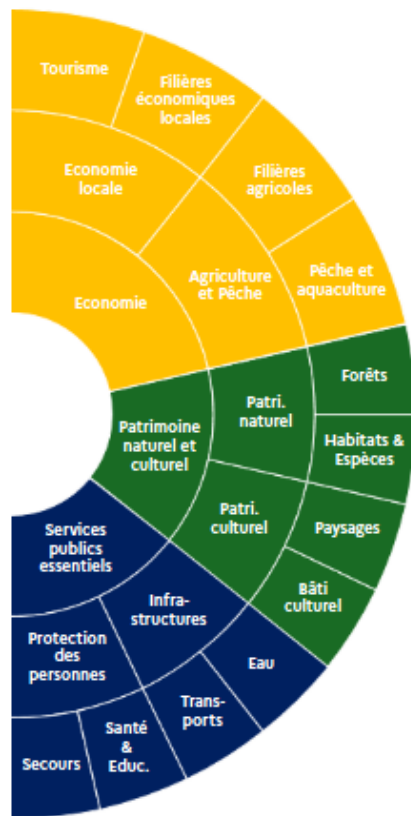 Tourisme
Filières
économiques
locales
Economie
locale
Filières
agricoles
Economie
Agriculture
et Pêche
Pêche et
aquaculture
Forêts
Patri.
naturel
Patrimoine
naturel et
culturel
Habitats &
Espèces
Patri.
culturel
Paysages
Services
publics
essentiels
Bâti
culturel
Infra-
structures
Protection
des
personnes
Eau
Trans-
ports
Santé
&
Educ.
Secours